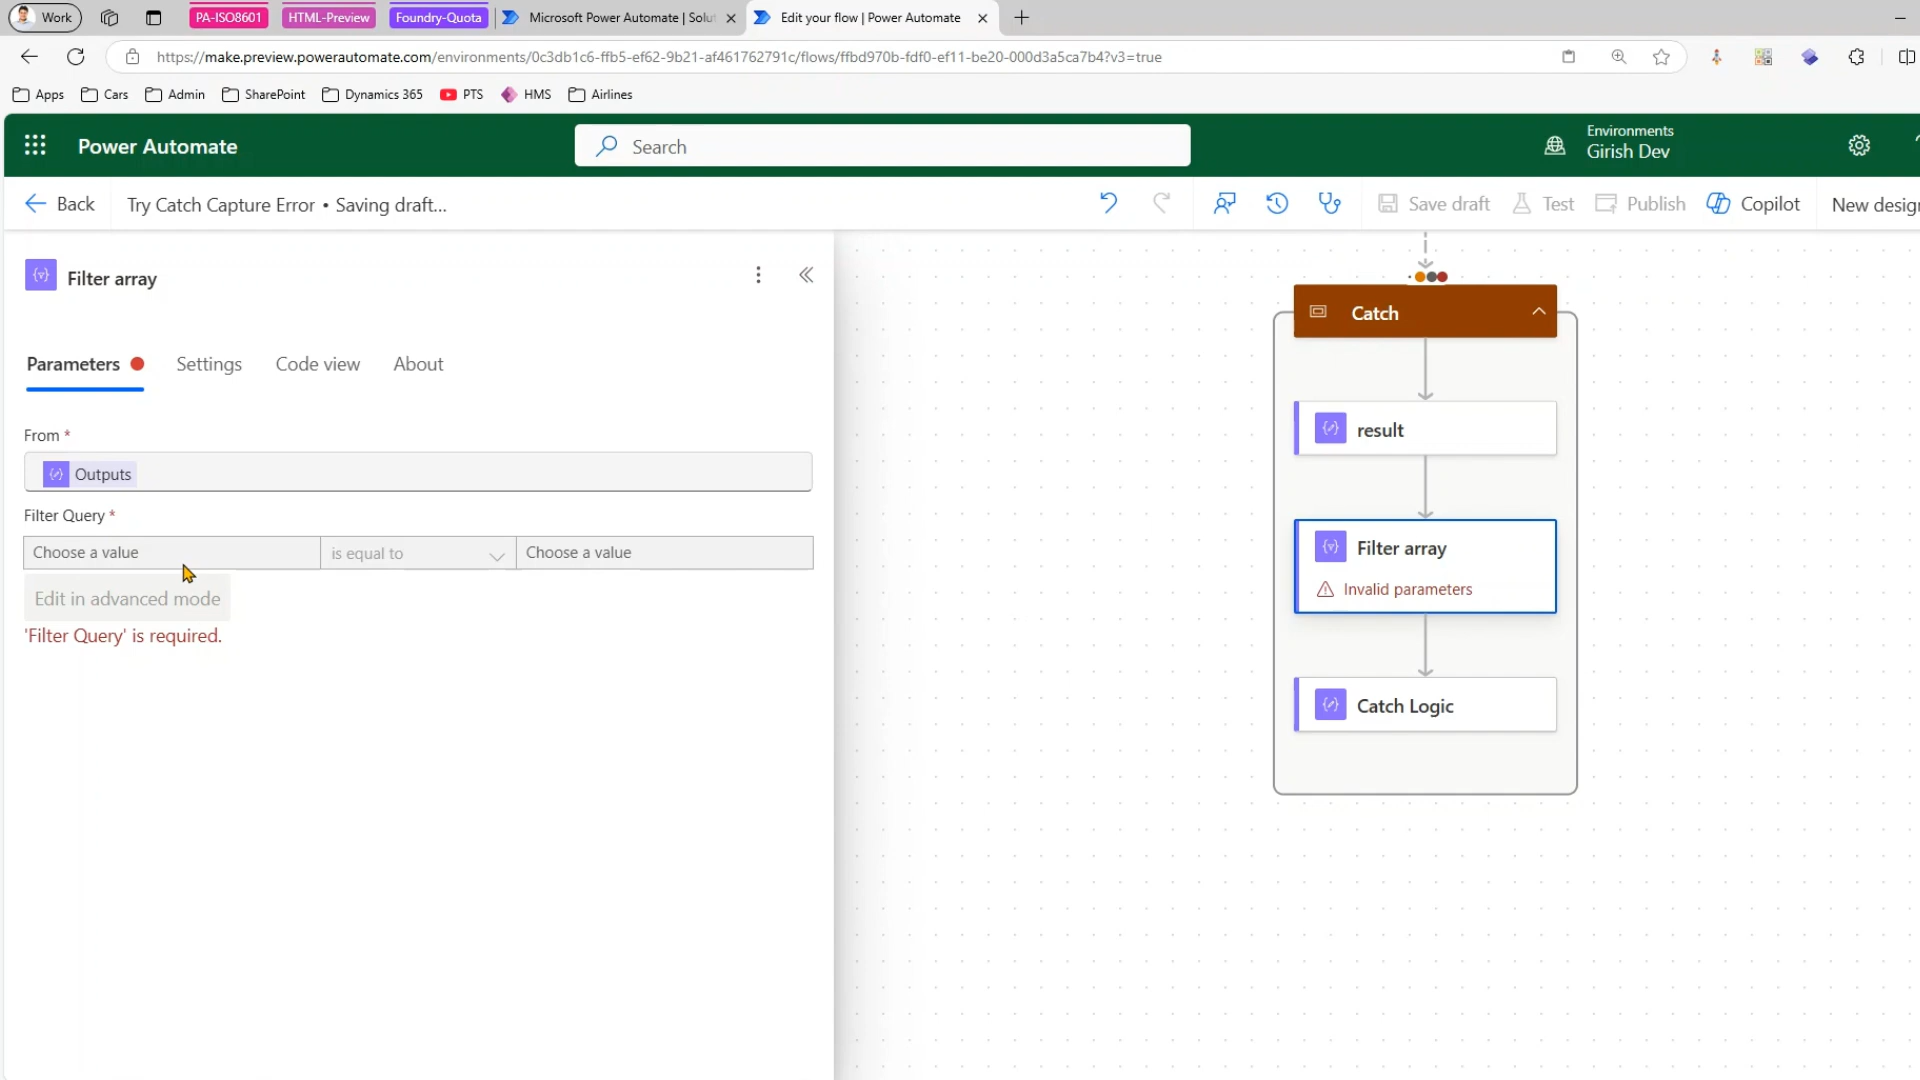 Work
PA-ISO8601
HTML-Preview
Foundry-Quota
Microsoft Power Automate | Solut
Edit your flow | Power Automate
https://make.preview.powerautomate.com/environments/0c3db1c6-ffb5-ef62-9b21-af461762791c/flows/ffbd970b-fdf0-ef11-be20-000d3a5ca7b4?v3=true
Apps
Cars
Admin
SharePoint
Dynamics 365
PTS
HMS
Airlines
Power Automate
Search
Environments
Girish Dev
Back
Try Catch Capture Error • Saving draft...
Save draft
Test
Publish
Copilot
New design
Filter array
Parameters
Settings
Code view
About
From *
Outputs
Filter Query *
Choose a value
is equal to
Choose a value
Edit in advanced mode
'Filter Query' is required.
Catch
result
Filter array
Invalid parameters
Catch Logic